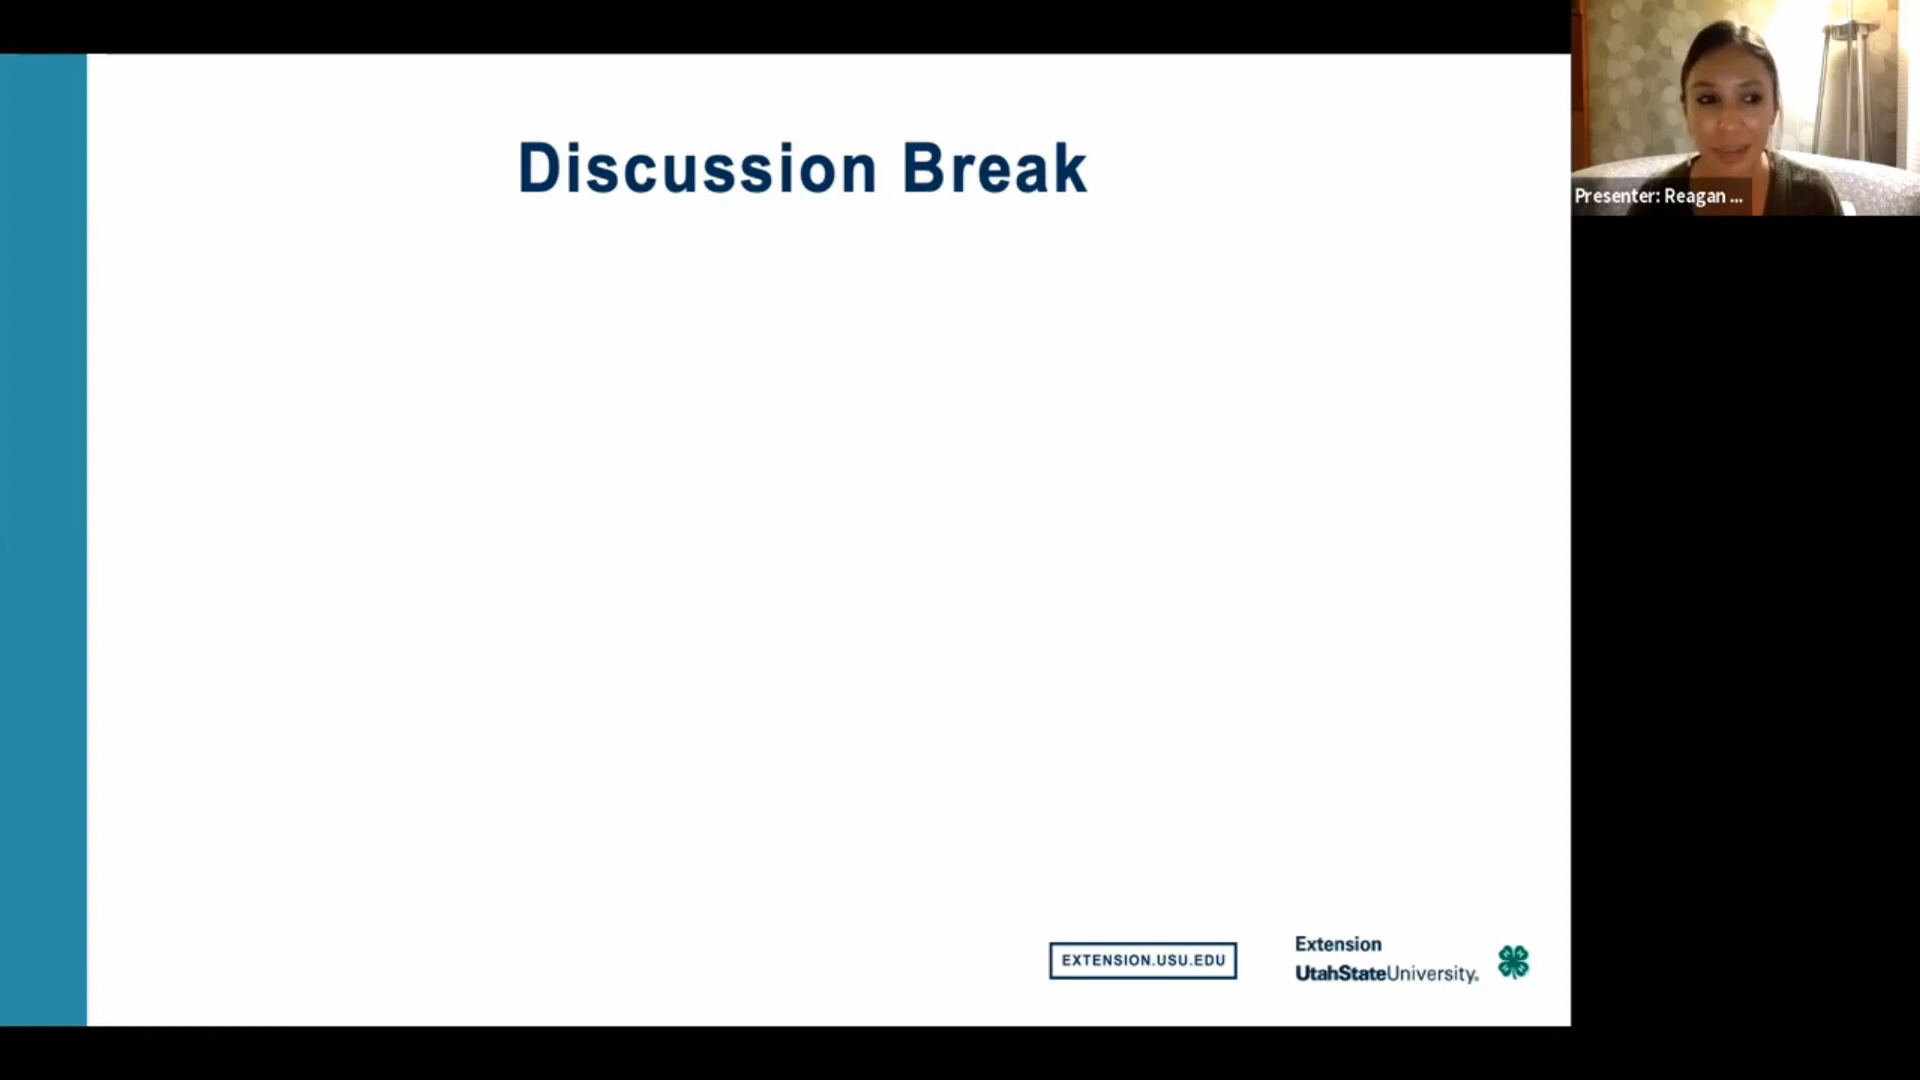 Discussion Break
Presenter: Reagan ...
EXTENSION.USU.EDU
Extension
UtahStateUniversity®